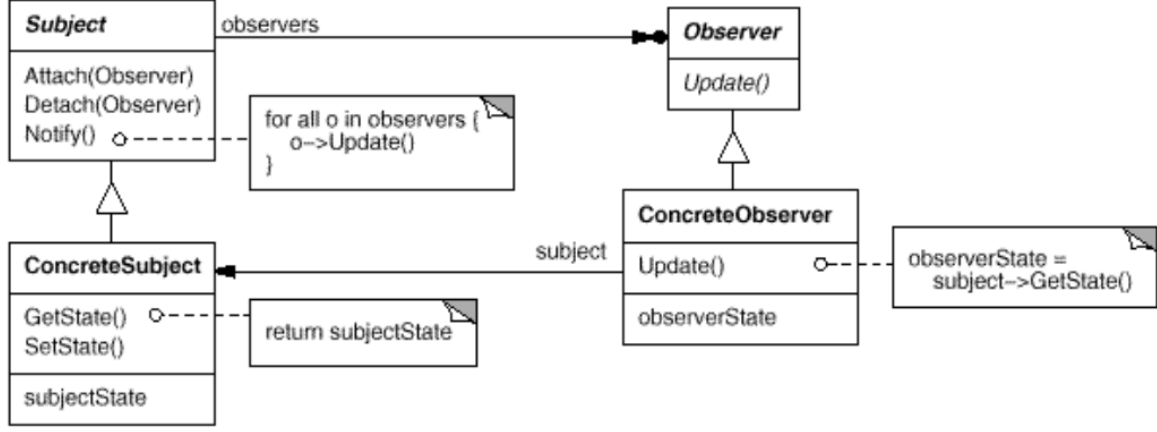 Subject
Attach(Observer)
Detach(Observer)
Notify()
observers
Observer
Update()
for all o in observers {
o–>Update()
}
ConcreteSubject
GetState()
SetState()
subjectState
return subjectState
subject
ConcreteObserver
Update()
observerState
observerState =
subject–>GetState()